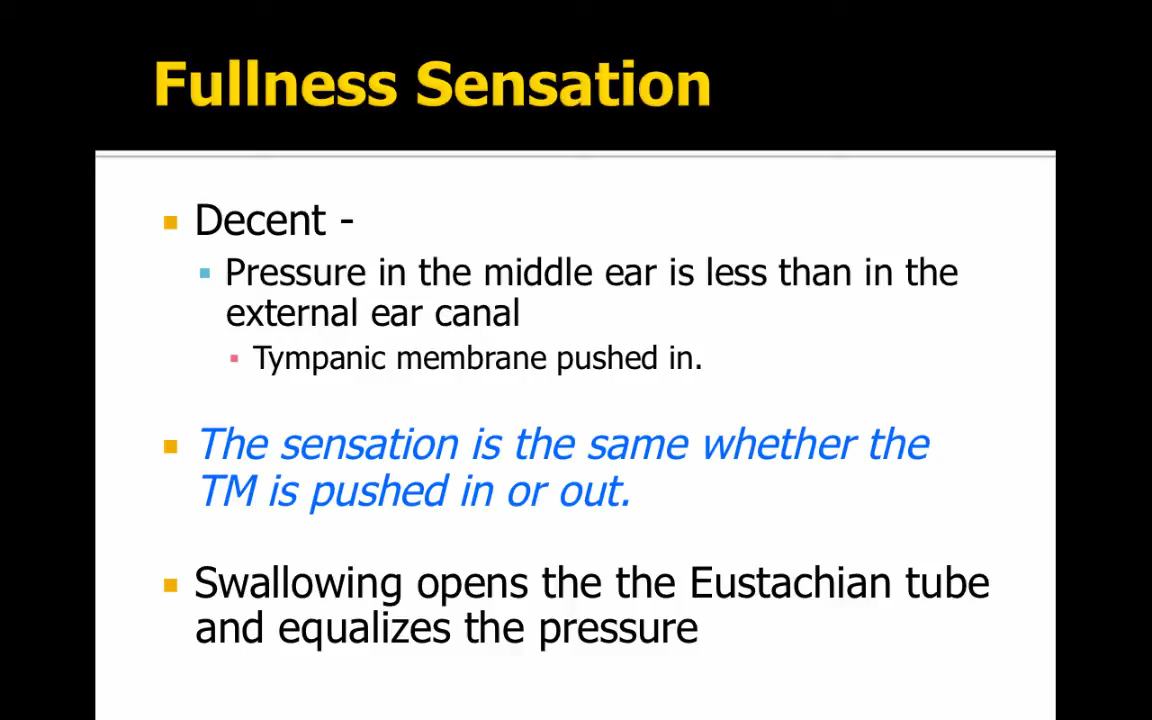 Fullness Sensation
Decent -
Pressure in the middle ear is less than in the
external ear canal
Tympanic membrane pushed in.
The sensation is the same whether the
TM is pushed in or out.
Swallowing opens the the Eustachian tube
and equalizes the pressure